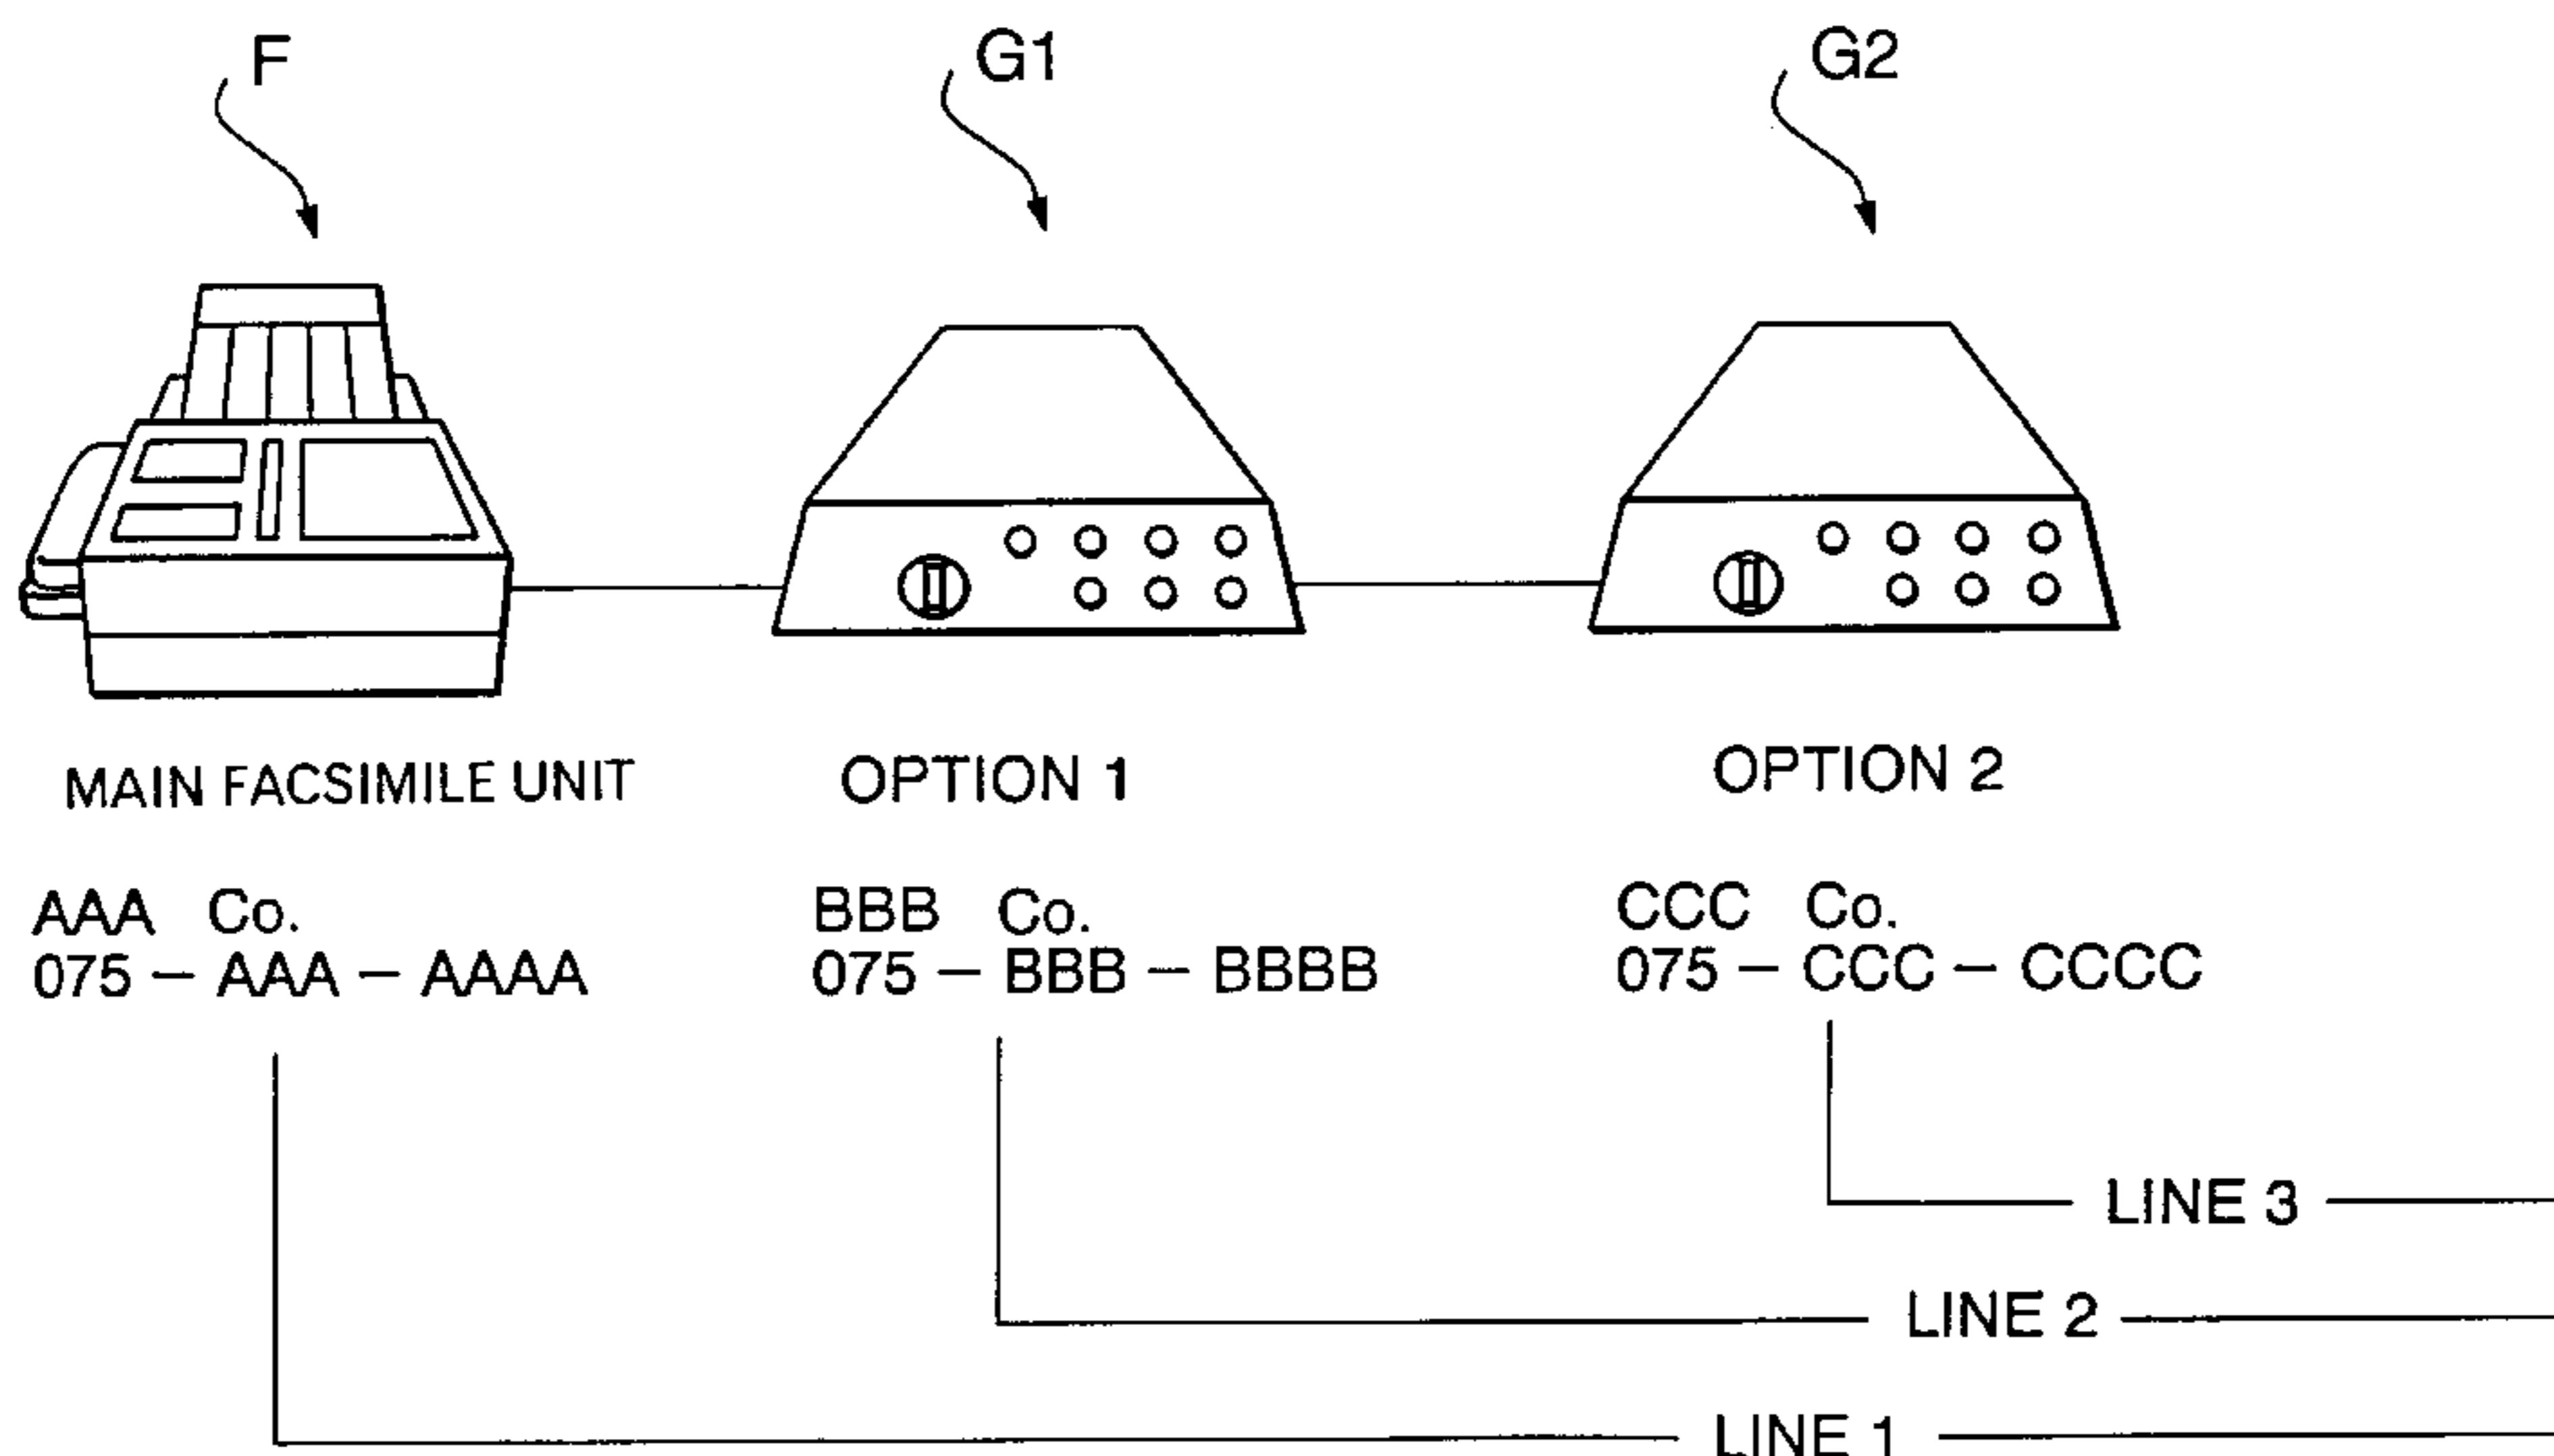 F
G1
G2
MAIN FACSIMILE UNIT
OPTION 1
OPTION 2
AAA Co.
075 – AAA – AAAA
BBB Co.
075 – BBB – BBBB
CCC Co.
075 – CCC – CCCC
LINE 3
LINE 2
LINE 1